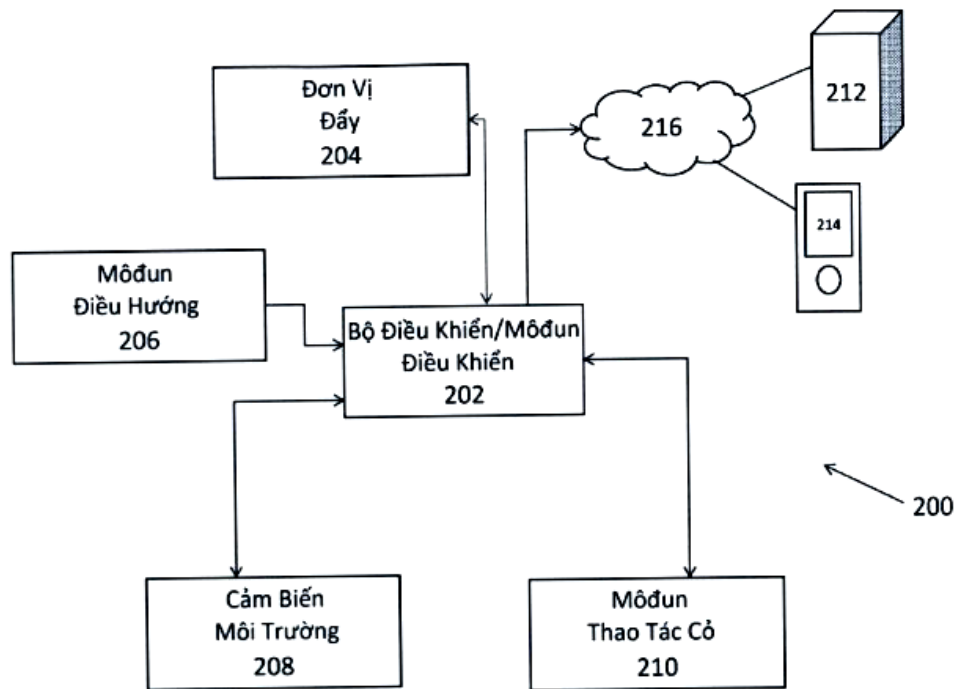 Đơn Vị
Đẩy
204
216
212
214
Môđun
Điều Hướng
206
Bộ Điều Khiển/Môđun
Điều Khiển
202
200
Cảm Biến
Môi Trường
208
Môđun
Thao Tác Cỏ
210